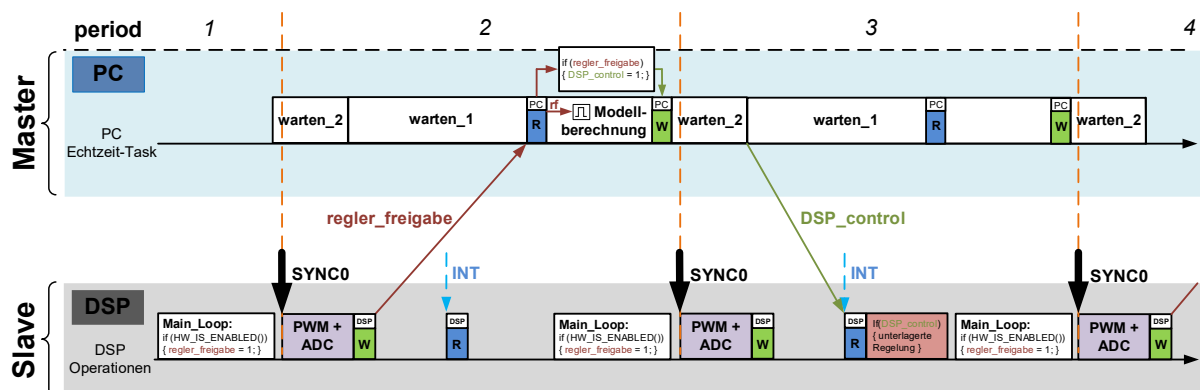 period 1 2 3 4
Master
PC
PC
Echtzeit-Task
if (regler_freigabe)
{ DSP_control = 1; }
warten_2
warten_1
PC
R
rf
Modell-
berechnung
PC
W
warten_2
warten_1
PC
R
PC
W
warten_2
regler_freigabe
DSP_control
SYNC0
INT
SYNC0
INT
SYNC0
Slave
DSP
DSP
Operationen
Main_Loop:
if (HW_IS_ENABLED())
{ regler_freigabe = 1; }
PWM +
ADC
DSP
W
DSP
R
Main_Loop:
if (HW_IS_ENABLED())
{ regler_freigabe = 1; }
PWM +
ADC
DSP
W
DSP
R
If(DSP_control)
{ unterlagerte
Regelung }
Main_Loop:
if (HW_IS_ENABLED())
{ regler_freigabe = 1; }
PWM +
ADC
DSP
W